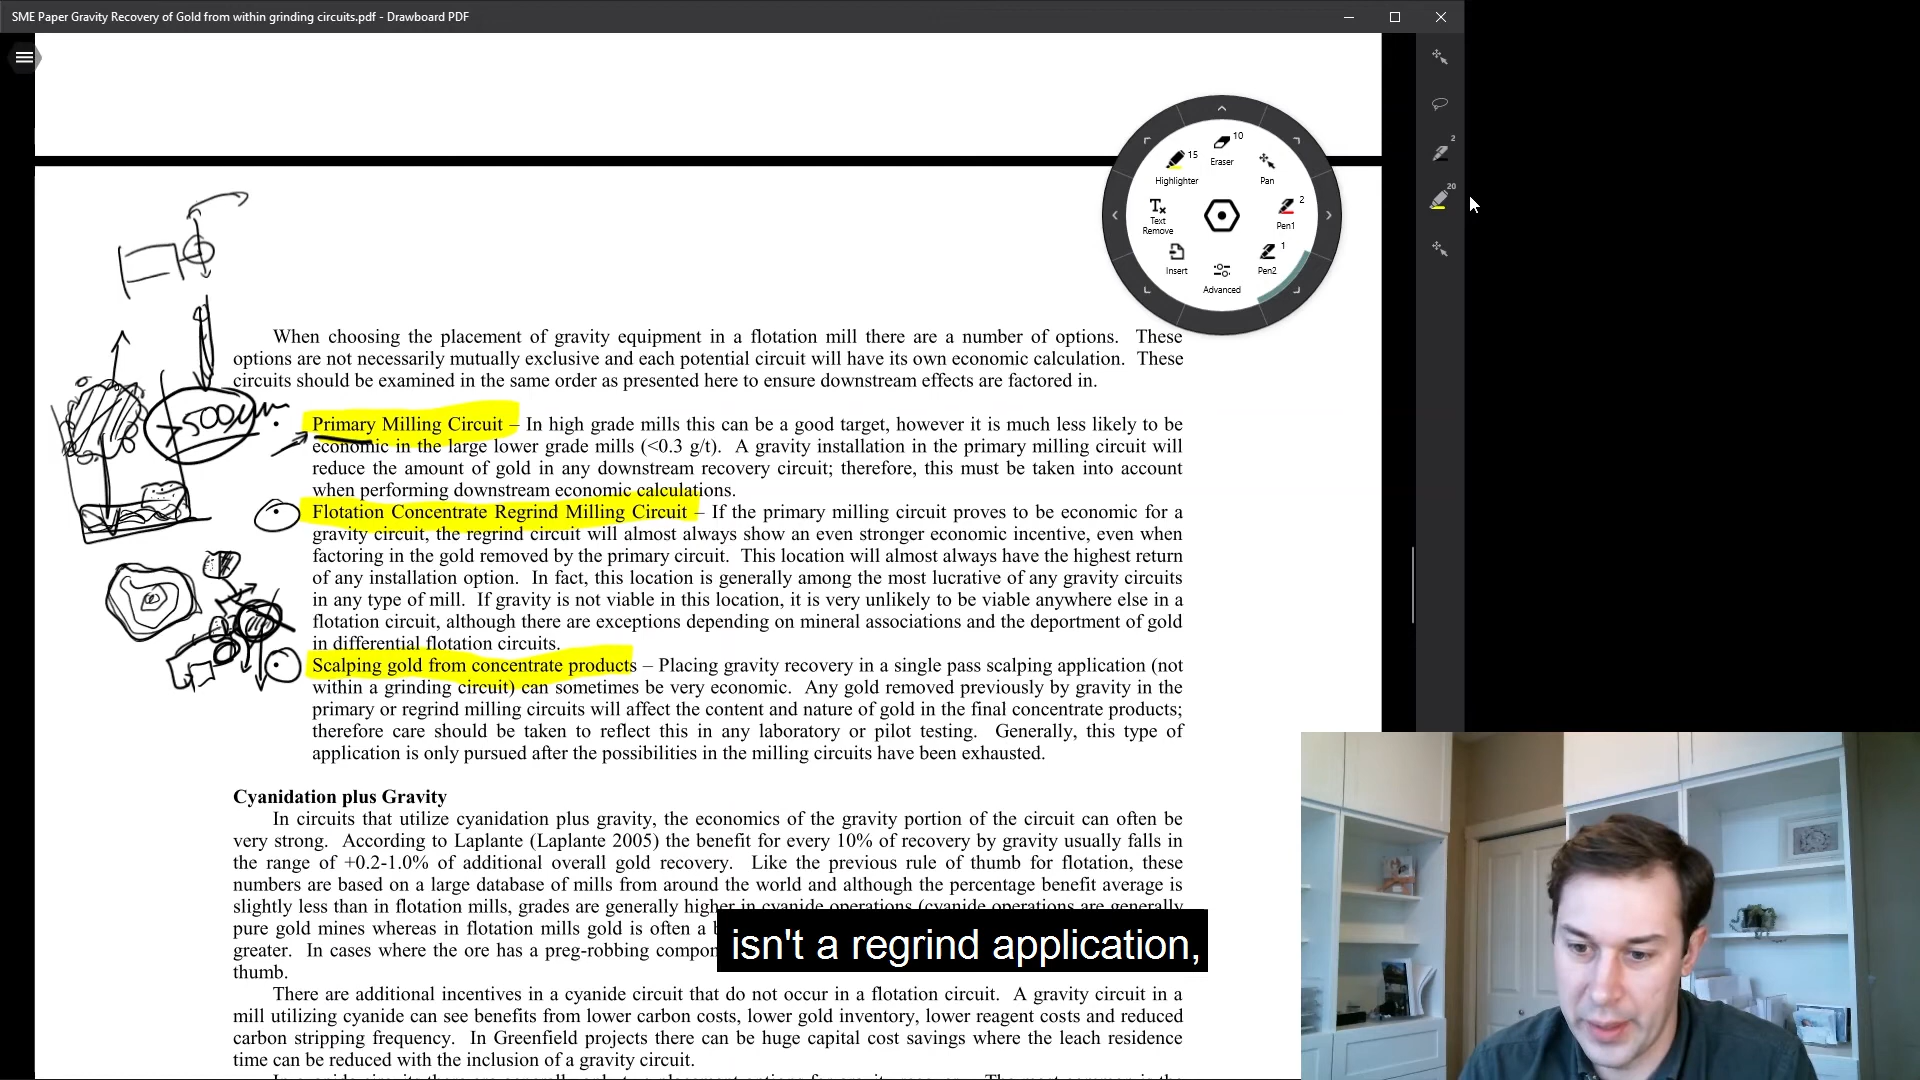 SME Paper Gravity Recovery of Gold from within grinding circuits.pdf - Drawboard PDF
10
Eraser
15
Highlighter
Pan
Text
Remove
2
Pen1
Insert
1
Pen2
Advanced
2
20
>500µm
When choosing the placement of gravity equipment in a flotation mill there are a number of options. These
options are not necessarily mutually exclusive and each potential circuit will have its own economic calculation. These
circuits should be examined in the same order as presented here to ensure downstream effects are factored in.
• Primary Milling Circuit – In high grade mills this can be a good target, however it is much less likely to be
economic in the large lower grade mills (<0.3 g/t). A gravity installation in the primary milling circuit will
reduce the amount of gold in any downstream recovery circuit; therefore, this must be taken into account
when performing downstream economic calculations.
• Flotation Concentrate Regrind Milling Circuit – If the primary milling circuit proves to be economic for a
gravity circuit, the regrind circuit will almost always show an even stronger economic incentive, even when
factoring in the gold removed by the primary circuit. This location will almost always have the highest return
of any installation option. In fact, this location is generally among the most lucrative of any gravity circuits
in any type of mill. If gravity is not viable in this location, it is very unlikely to be viable anywhere else in a
flotation circuit, although there are exceptions depending on mineral associations and the deportment of gold
in differential flotation circuits.
• Scalping gold from concentrate products – Placing gravity recovery in a single pass scalping application (not
within a grinding circuit) can sometimes be very economic. Any gold removed previously by gravity in the
primary or regrind milling circuits will affect the content and nature of gold in the final concentrate products;
therefore care should be taken to reflect this in any laboratory or pilot testing. Generally, this type of
application is only pursued after the possibilities in the milling circuits have been exhausted.
Cyanidation plus Gravity
In circuits that utilize cyanidation plus gravity, the economics of the gravity portion of the circuit can often be
very strong. According to Laplante (Laplante 2005) the benefit for every 10% of recovery by gravity usually falls in
the range of +0.2-1.0% of additional overall gold recovery. Like the previous rule of thumb for flotation, these
numbers are based on a large database of mills from around the world and although the percentage benefit average is
slightly less than in flotation mills, grades are generally higher in cyanide operations (cyanide operations are generally
pure gold mines whereas in flotation mills gold is often a
greater. In cases where the ore has a preg-robbing
thumb.
isn't a regrind application,
There are additional incentives in a cyanide circuit that do not occur in a flotation circuit. A gravity circuit in a
mill utilizing cyanide can see benefits from lower carbon costs, lower gold inventory, lower reagent costs and reduced
carbon stripping frequency. In Greenfield projects there can be huge capital cost savings where the leach residence
time can be reduced with the inclusion of a gravity circuit.